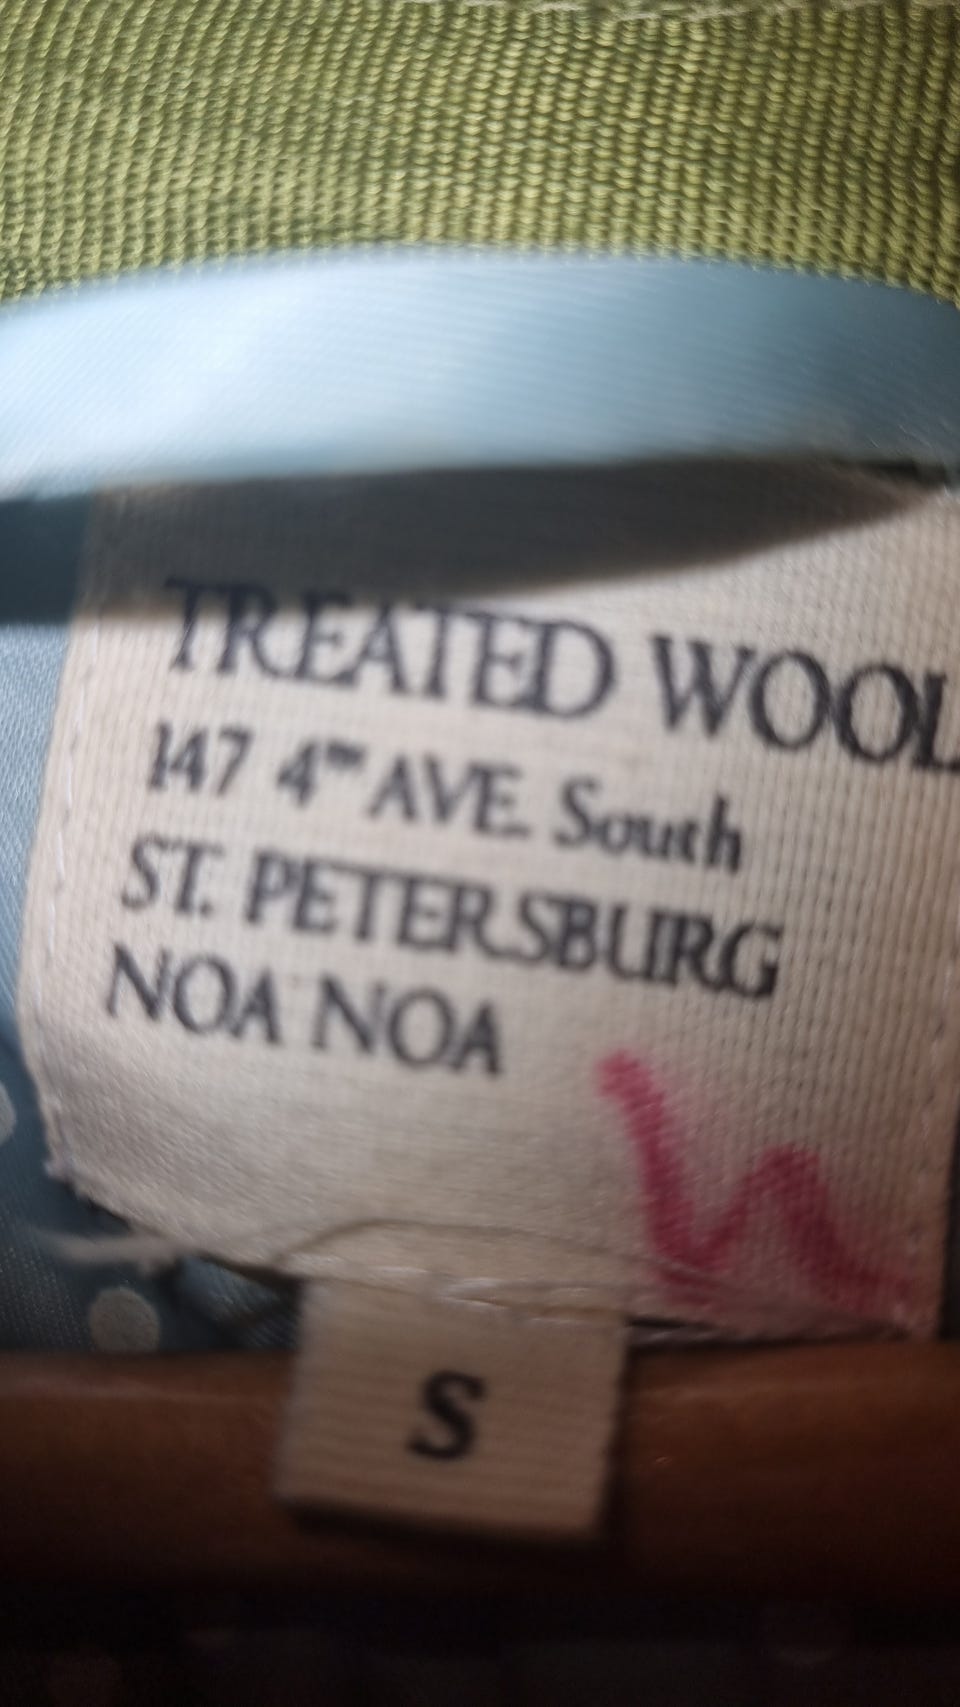 TREATED WOOL
147 4TH AVE. South
ST. PETERSBURG
NOA NOA
S